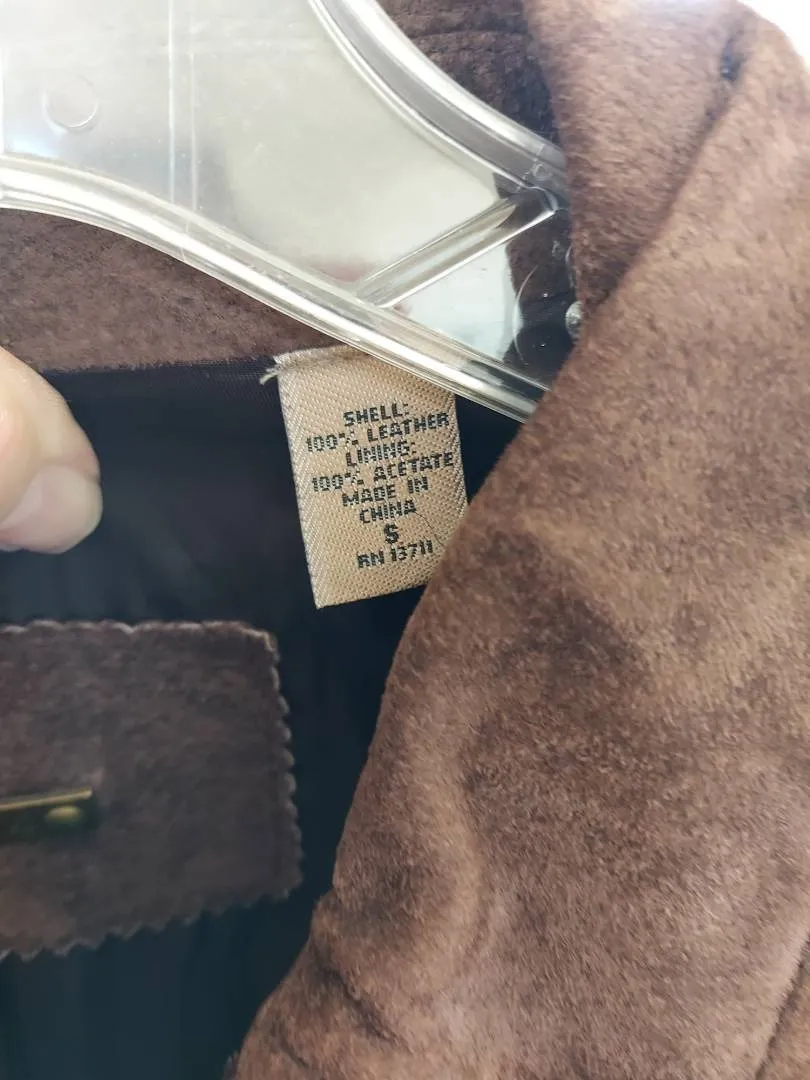 SHELL:
100% LEATHER
LINING:
100% ACETATE
MADE IN
CHINA
S
RN 13711